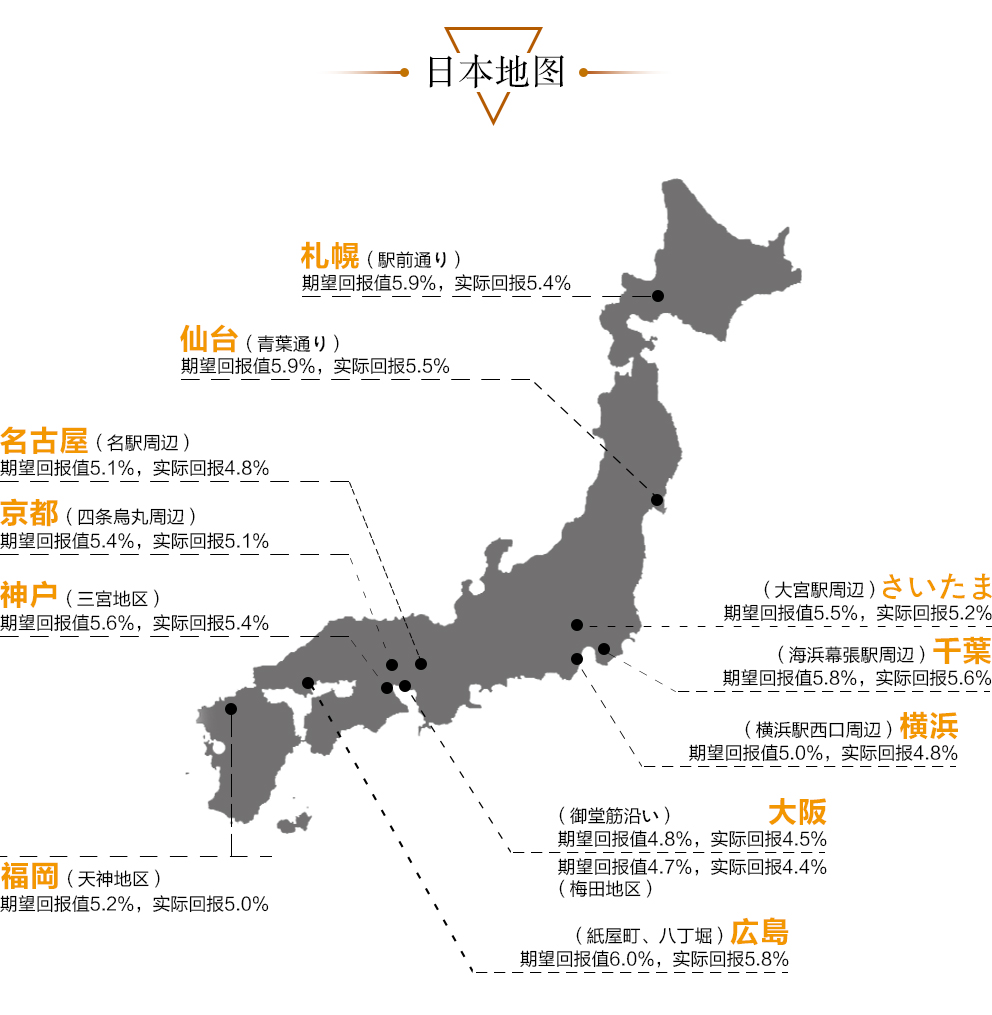 日本地图
札幌（駅前通り）
期望回报值5.9%，实际回报5.4%
仙台（青葉通り）
期望回报值5.9%，实际回报5.5%
名古屋（名駅周辺）
期望回报值5.1%，实际回报4.8%
京都（四条烏丸周辺）
期望回报值5.4%，实际回报5.1%
神户（三宮地区）
期望回报值5.6%，实际回报5.4%
（大宮駅周辺）さいたま
期望回报值5.5%，实际回报5.2%
（海浜幕張駅周辺）千葉
期望回报值5.8%，实际回报5.6%
（横浜駅西口周辺）横浜
期望回报值5.0%，实际回报4.8%
（御堂筋沿い） 大阪
期望回报值4.8%，实际回报4.5%
期望回报值4.7%，实际回报4.4%
（梅田地区）
福岡（天神地区）
期望回报值5.2%，实际回报5.0%
（紙屋町、八丁堀）広島
期望回报值6.0%，实际回报5.8%